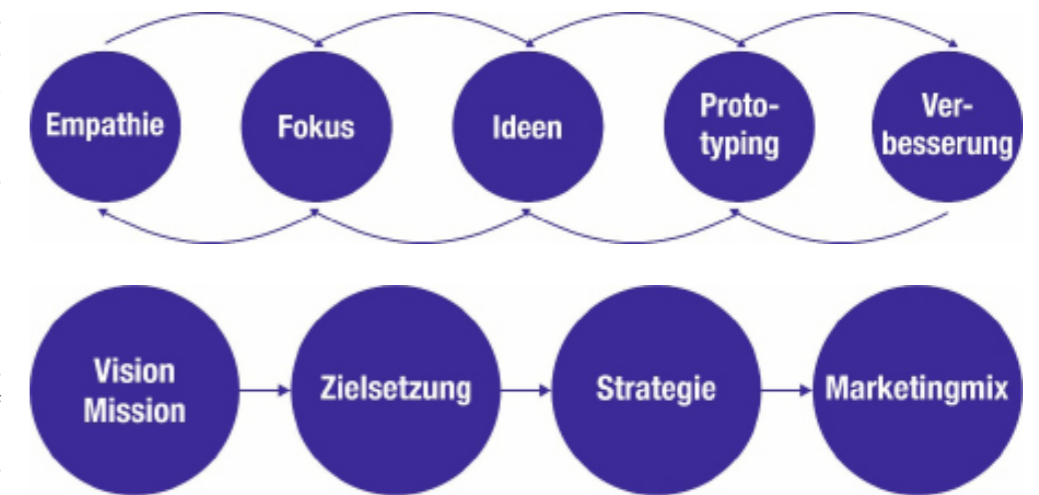 Empathie
Fokus
Ideen
Proto-
typing
Ver-
besserung
Vision
Mission
Zielsetzung
Strategie
Marketingmix